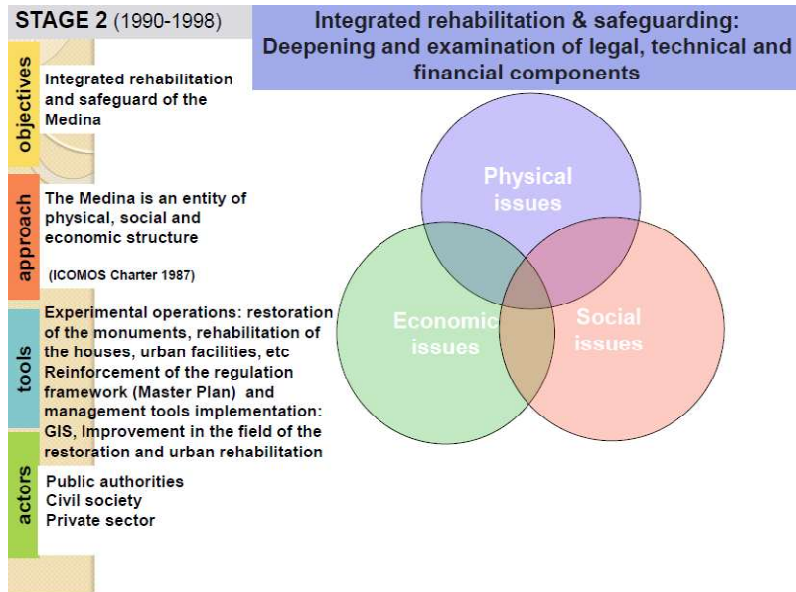 STAGE 2 (1990-1998)
Integrated rehabilitation & safeguarding:
Deepening and examination of legal, technical and
financial components
objectives
Integrated rehabilitation
and safeguard of the
Medina
approach
The Medina is an entity of
physical, social and
economic structure
(ICOMOS Charter 1987)
tools
Experimental operations: restoration
of the monuments, rehabilitation of
the houses, urban facilities, etc
Reinforcement of the regulation
framework (Master Plan) and
management tools implementation:
GIS, Improvement in the field of the
restoration and urban rehabilitation
actors
Public authorities
Civil society
Private sector
Physical
issues
Economic
issues
Social
issues